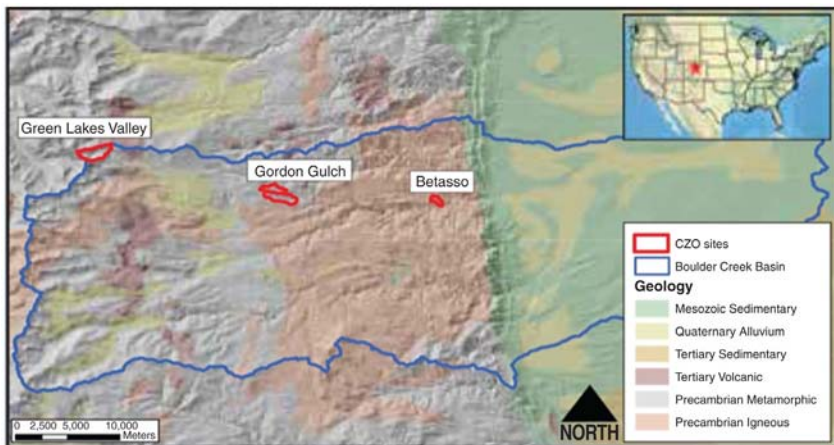 Green Lakes Valley
Gordon Gulch
Betasso
CZO sites
Boulder Creek Basin
Geology
Mesozoic Sedimentary
Quaternary Alluvium
Tertiary Sedimentary
Tertiary Volcanic
Precambrian Metamorphic
Precambrian Igneous
0 2,500 5,000 10,000
Meters
NORTH